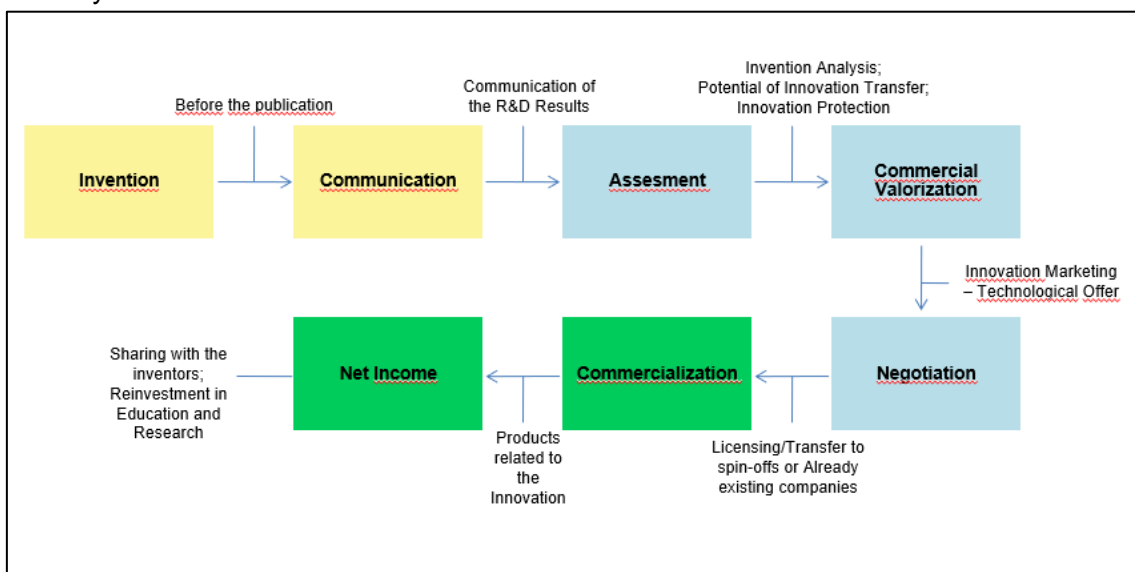 Before the publication
Communication of
the R&D Results
Invention Analysis;
Potential of Innovation Transfer;
Innovation Protection
Invention
Communication
Assesment
Commercial
Valorization
Innovation Marketing
– Technological Offer
Sharing with the
inventors;
Reinvestment in
Education and
Research
Net Income
Commercialization
Negotiation
Products
related to
the
Innovation
Licensing/Transfer to
spin-offs or Already
existing companies